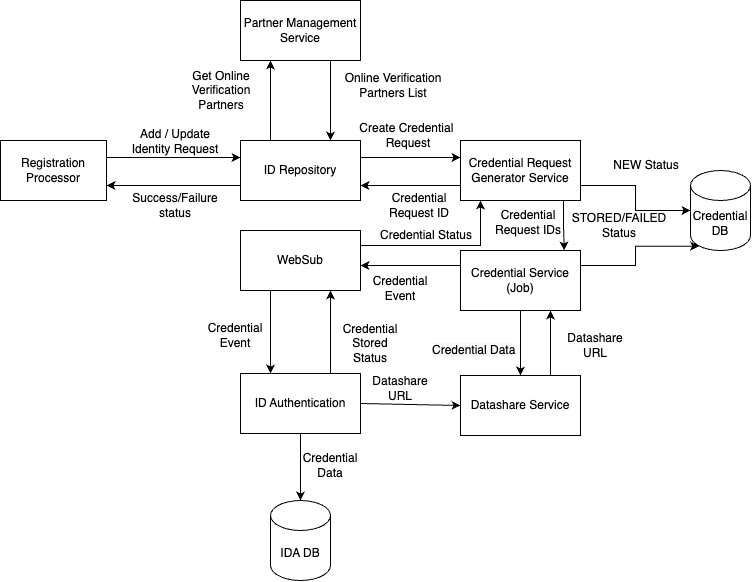 Partner Management
Service
Get Online
Verification
Partners
Online Verification
Partners List
Add / Update
Identity Request
Create Credential
Request
Registration
Processor
ID Repository
Credential Request
Generator Service
NEW Status
Success/Failure
status
Credential
Request ID
Credential
Request IDs
STORED/FAILED
Status
Credential
DB
Credential Status
WebSub
Credential
Event
Credential Service
(Job)
Credential
Event
Credential
Stored
Status
Credential Data
Datashare
URL
ID Authentication
Datashare
URL
Datashare Service
Credential
Data
IDA DB